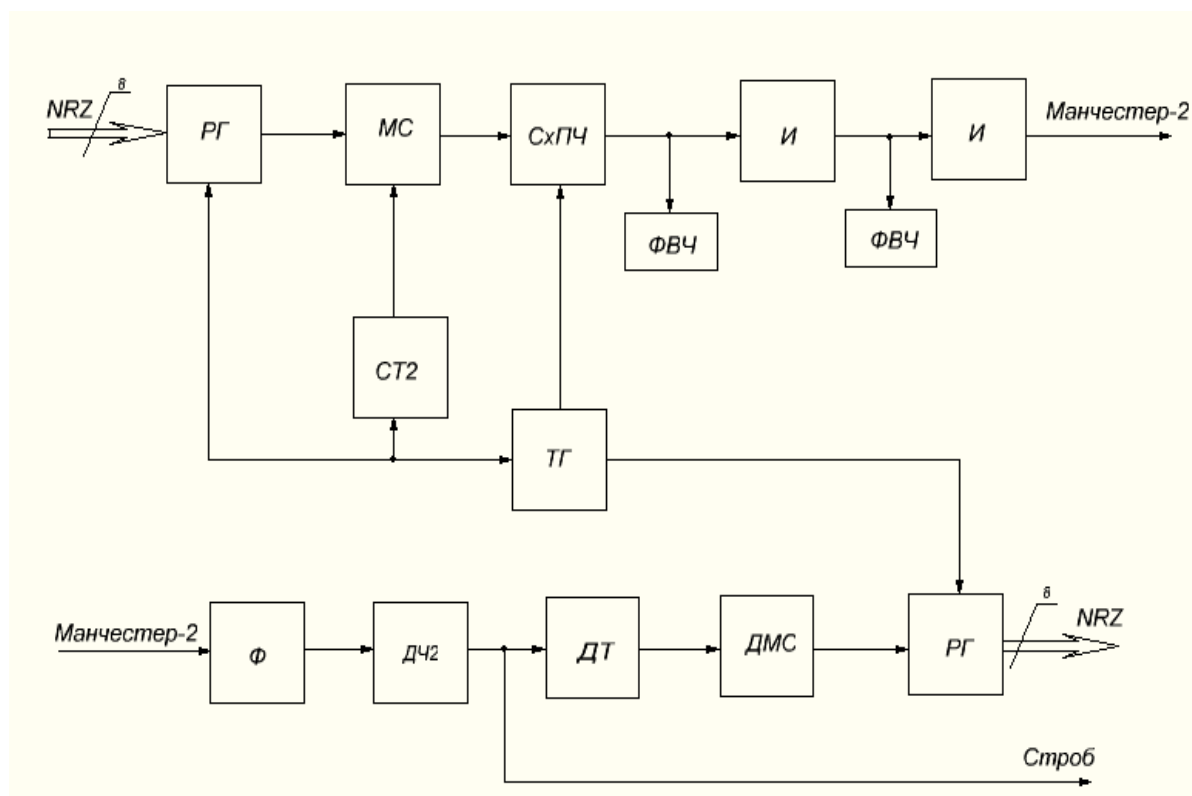 8
NRZ
РГ
МС
СхПЧ
И
И
Манчестер-2
ФВЧ
ФВЧ
СТ2
ТГ
Манчестер-2
Ф
ДЧ2
ДТ
ДМС
РГ
8
NRZ
Строб